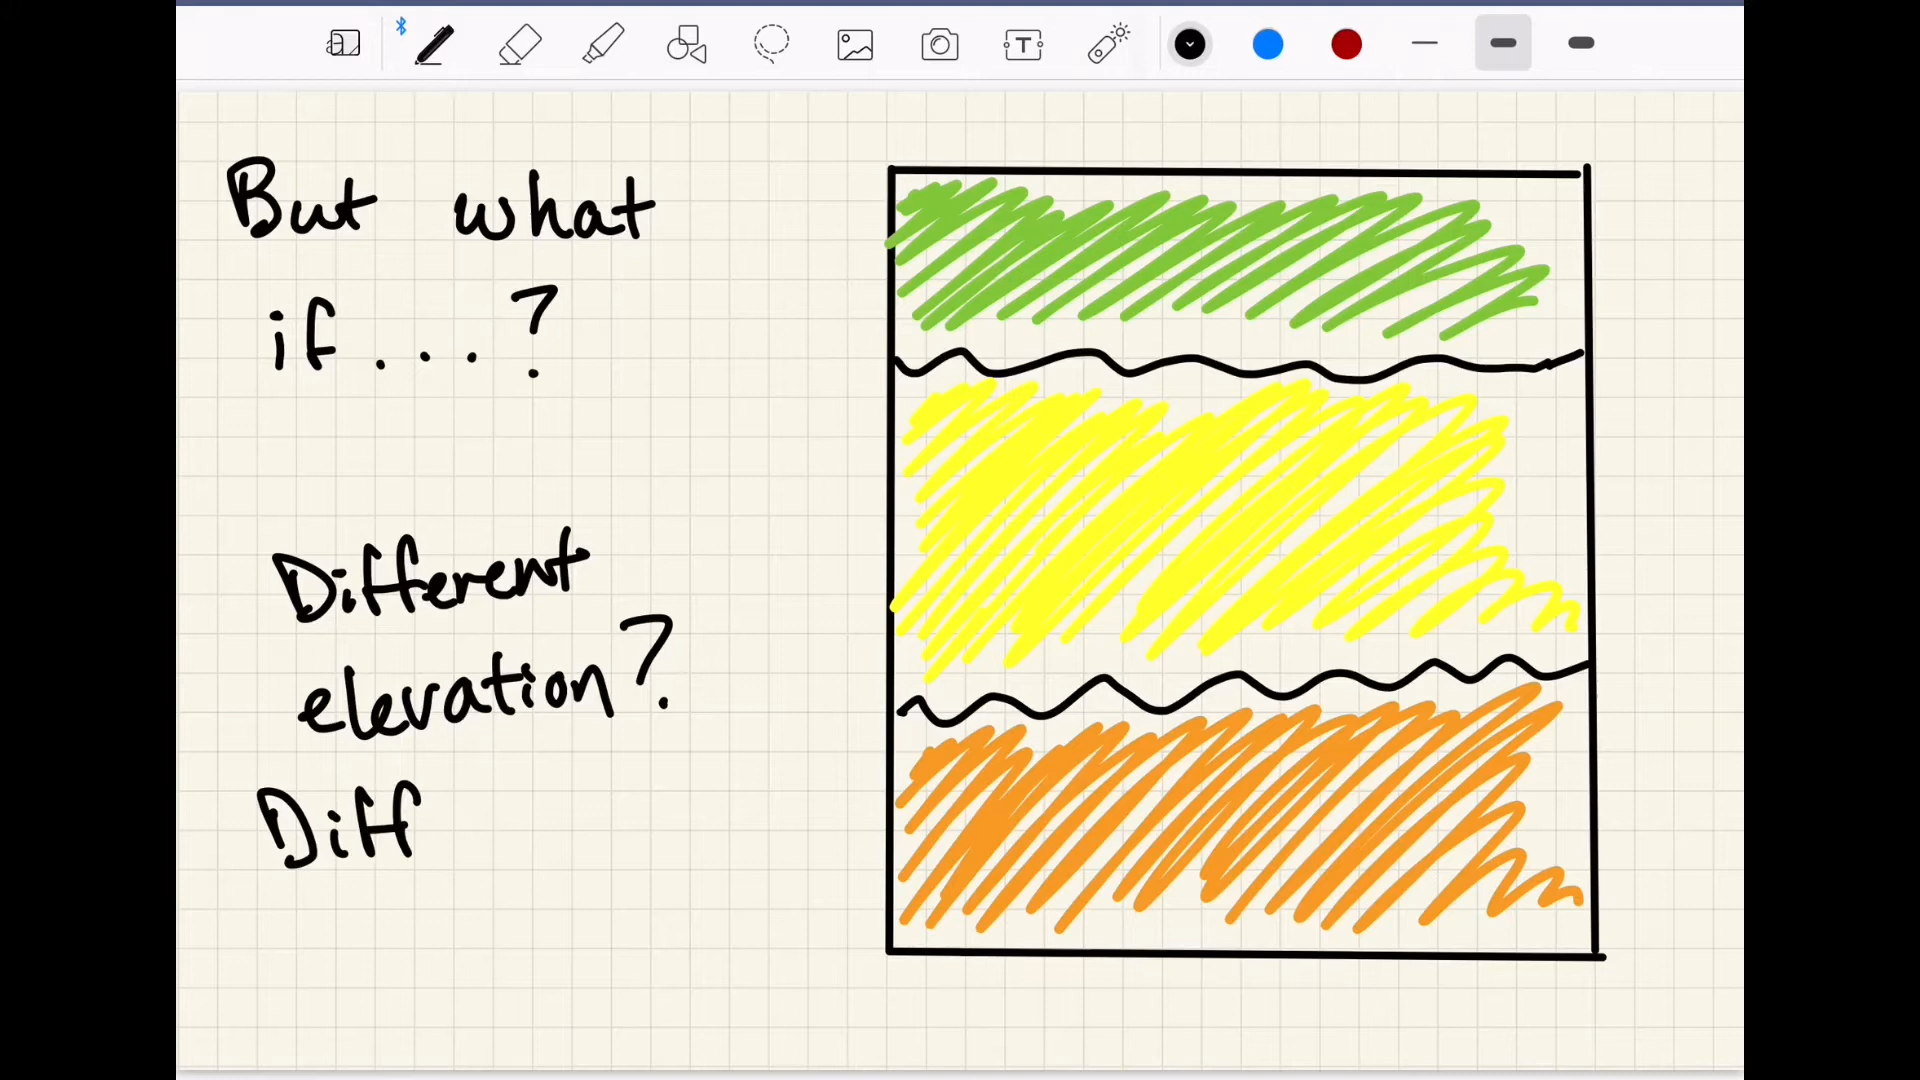 But what
if...?
Different
elevation?
Diff